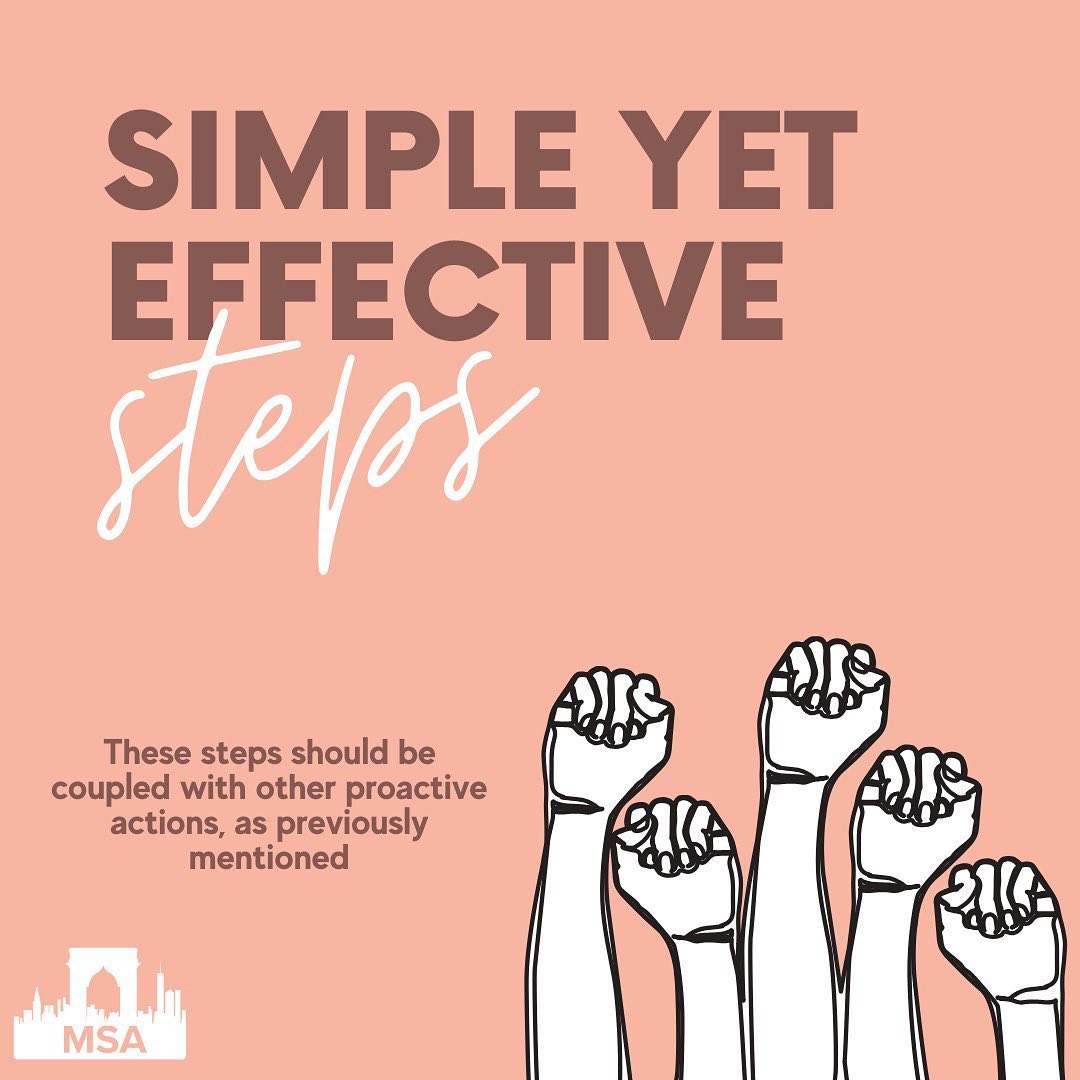 SIMPLE YET
EFFECTIVE
steps
These steps should be
coupled with other proactive
actions, as previously
mentioned
MSA